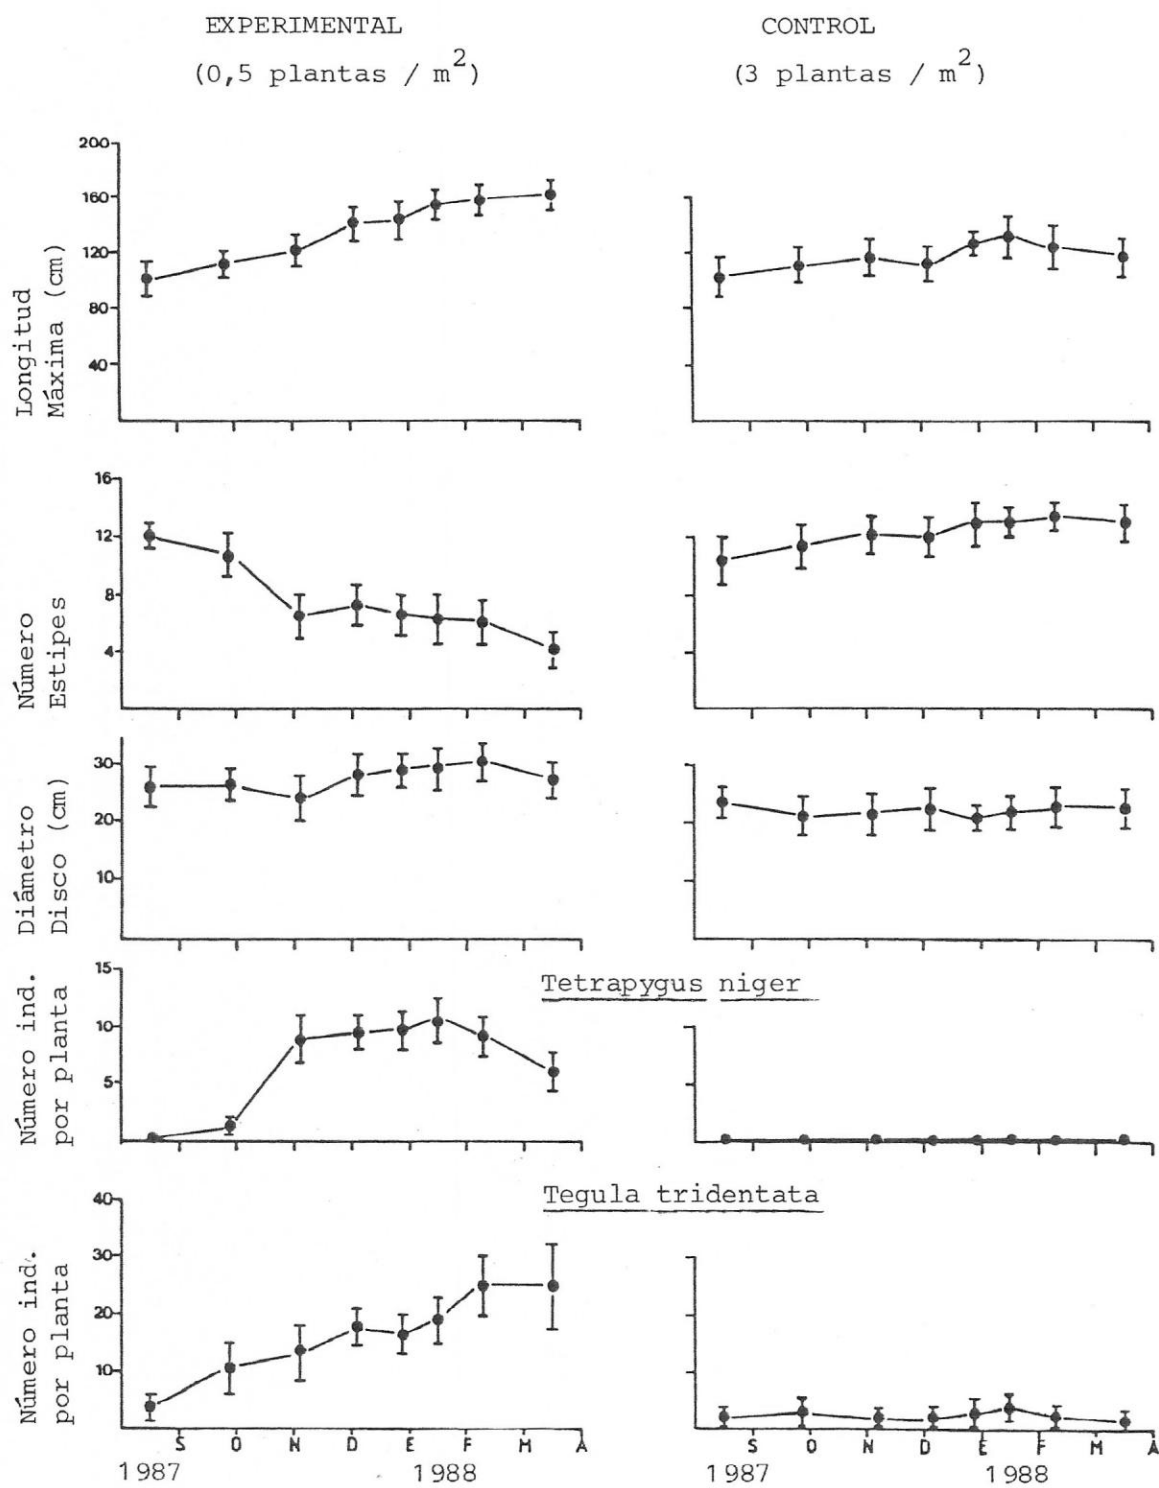 EXPERIMENTAL
(0,5 plantas / m²)
CONTROL
(3 plantas / m²)
Longitud
Máxima (cm)
200
160
120
80
40
Número
Estipes
16
12
8
4
Diámetro
Disco (cm)
30
20
10
Número ind.
por planta
15
10
5
Tetrapygus niger
Número ind.
por planta
40
30
20
10
Tegula tridentata
S O N D E F M A
1987 1988
S O N D E F M A
1987 1988